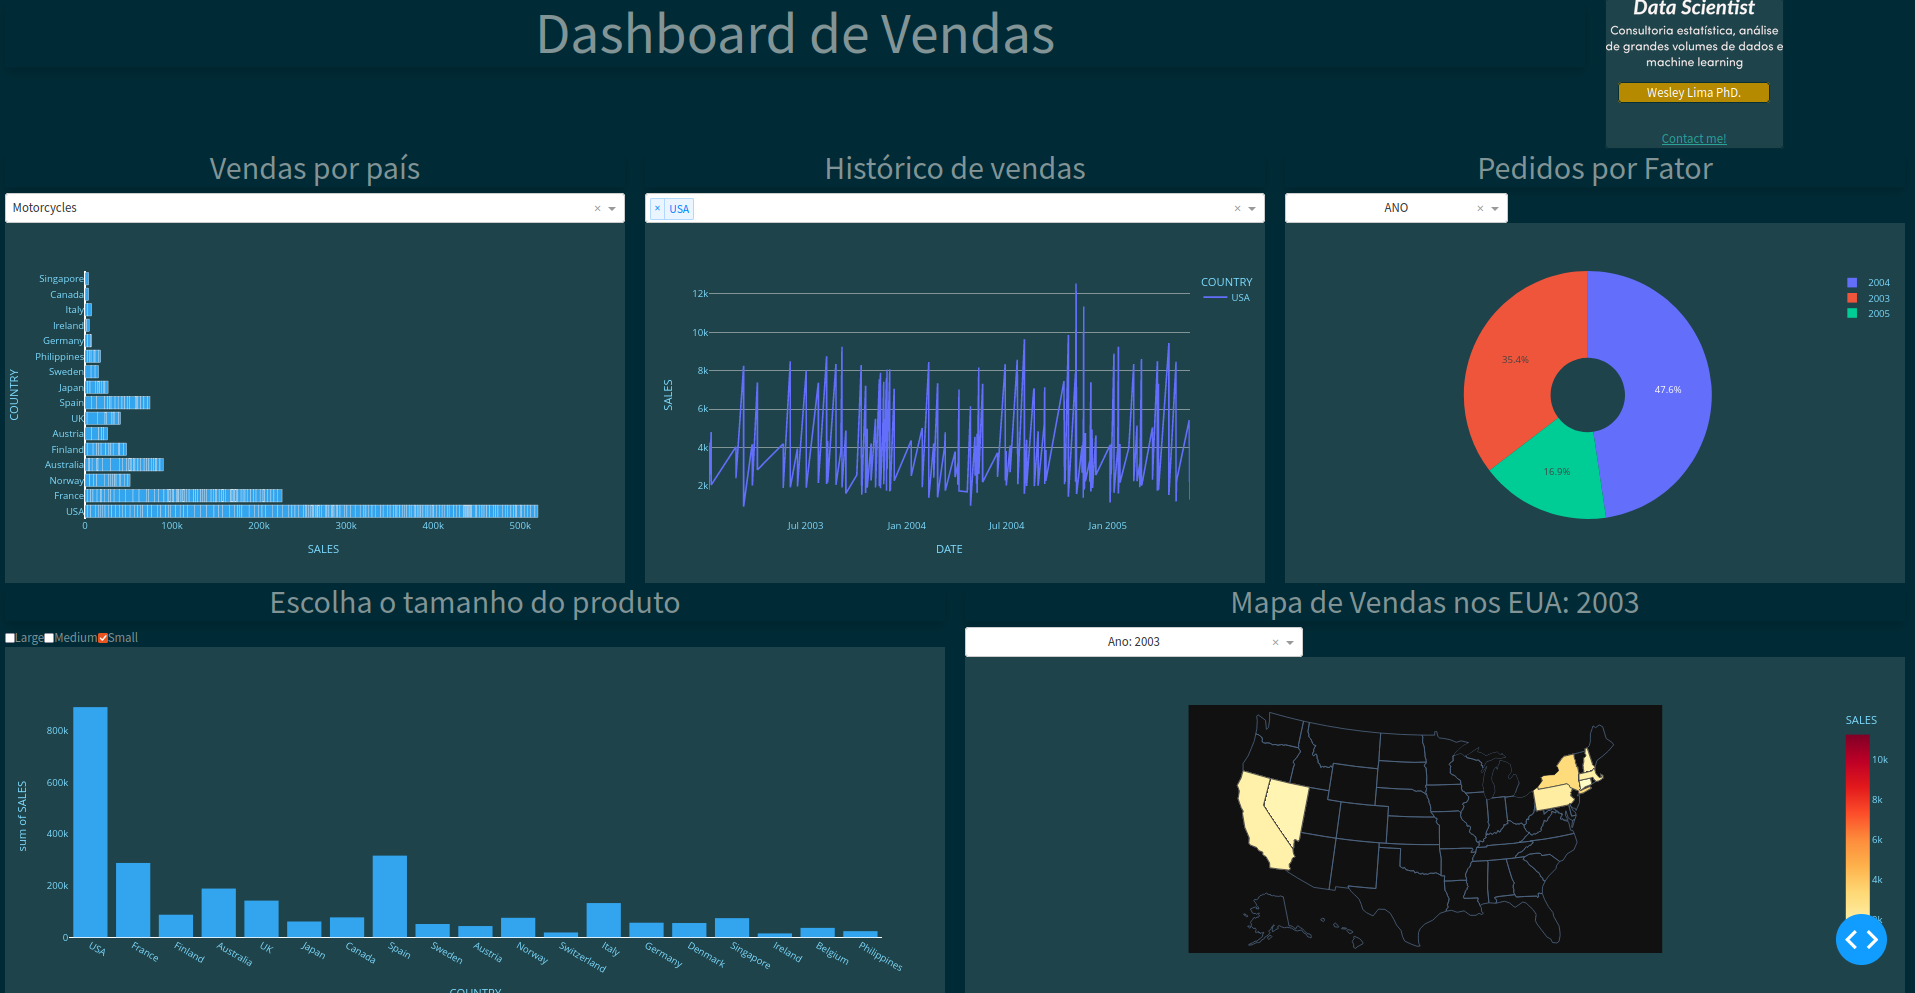 Dashboard de Vendas
Data Scientist
Consultoria estatística, análise
de grandes volumes de dados e
machine learning
Wesley Lima PhD.
Contact me!
Vendas por país
Motorcycles
× 
COUNTRY
Singapore
Canada
Italy
Ireland
Germany
Philippines
Sweden
Japan
Spain
UK
Austria
Finland
Australia
Norway
France
USA
0 100k 200k 300k 400k 500k
SALES
Histórico de vendas
× USA
×
SALES
12k
10k
8k
6k
4k
2k
Jul 2003 Jan 2004 Jul 2004 Jan 2005
DATE
COUNTRY
USA
Pedidos por Fator
ANO
×
35.4%
47.6%
16.9%
2004
2003
2005
Escolha o tamanho do produto
Large Medium Small
sum of SALES
800k
600k
400k
200k
0
USA France Finland Australia UK Japan Canada Spain Sweden Austria Norway Switzerland Italy Germany Denmark Singapore Ireland Belgium Philippines
COUNTRY
Mapa de Vendas nos EUA: 2003
Ano: 2003
×
SALES
10k
8k
6k
4k